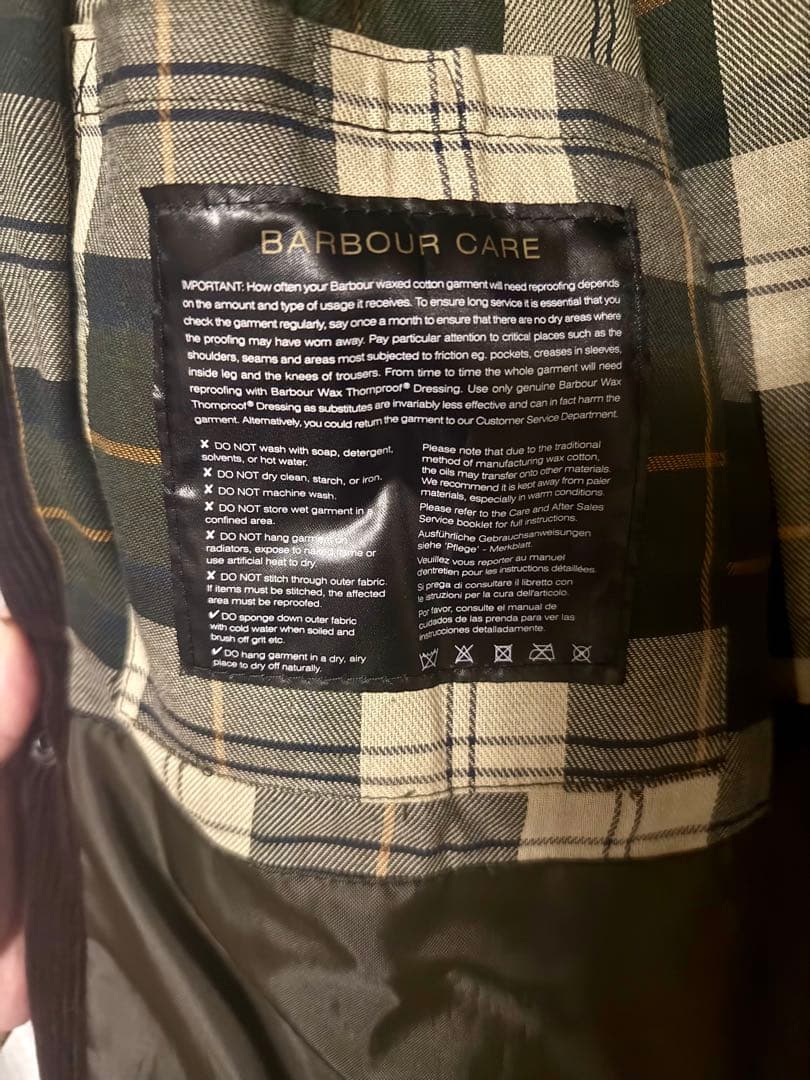 BARBOUR CARE
IMPORTANT: How often your Barbour waxed cotton garment will need reproofing depends
on the amount and type of usage it receives. To ensure long service it is essential that you
check the garment regularly, say once a month to ensure that there are no dry areas where
the proofing may have worn away. Pay particular attention to critical places such as the
shoulders, seams and areas most subjected to friction eg. pockets, creases in sleeves,
inside leg and the knees of trousers. From time to time the whole garment will need
reproofing with Barbour Wax Thornproof® Dressing. Use only genuine Barbour Wax
Thornproof® Dressing as substitutes are invariably less effective and can in fact harm the
garment. Alternatively, you could return the garment to our Customer Service Department.
✘ DO NOT wash with soap, detergent,
solvents, or hot water.
✘ DO NOT dry clean, starch, or iron.
✘ DO NOT machine wash.
✘ DO NOT store wet garment in a
confined area.
✘ DO NOT hang garment on
radiators, expose to naked flame or
use artificial heat to dry.
✘ DO NOT stitch through outer fabric.
If items must be stitched, the affected
area must be reproofed.
✔ DO sponge down outer fabric
with cold water when soiled and
brush off grit etc.
✔ DO hang garment in a dry, airy
place to dry off naturally.
Please note that due to the traditional
method of manufacturing wax cotton,
the oils may transfer onto other materials.
We recommend it is kept away from paler
materials, especially in warm conditions.
Please refer to the Care and After Sales
Service booklet for full instructions.
Ausführliche Gebrauchsanweisungen
siehe 'Pflege' - Merkblatt.
Veuillez vous reporter au manuel
d'entretien pour les instructions détaillées.
Si prega di consultare il libretto con
le istruzioni per la cura dell'articolo.
Por favor, consulte el manual de
cuidados de las prenda para ver las
instrucciones detalladamente.